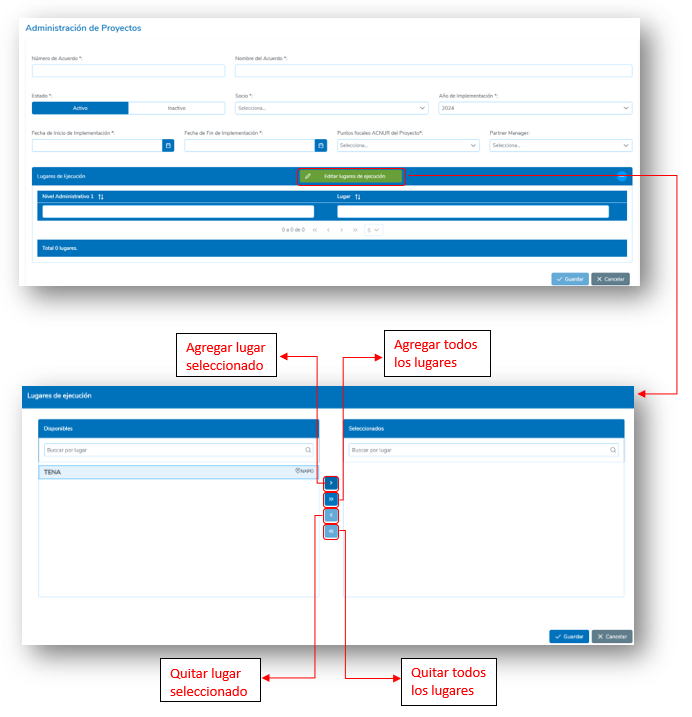 Administración de Proyectos
Número de Acuerdo *:
Nombre del Acuerdo *:
Estado *:
Socio *:
Año de Implementación *:
Activo
Inactivo
Selecciona...
2024
Fecha de Inicio de Implementación *:
Fecha de Fin de Implementación *:
Puntos focales ACNUR del Proyecto*:
Partner Manager:
Selecciona...
Selecciona...
Lugares de Ejecución
Editar lugares de ejecución
Nivel Administrativo 1
Lugar
0 a 0 de 0
5
Total 0 lugares.
Guardar
Cancelar
Agregar lugar
seleccionado
Agregar todos
los lugares
Lugares de ejecución
Disponibles
Seleccionados
Buscar por lugar
Buscar por lugar
TENA
NAPO
Guardar
Cancelar
Quitar lugar
seleccionado
Quitar todos
los lugares